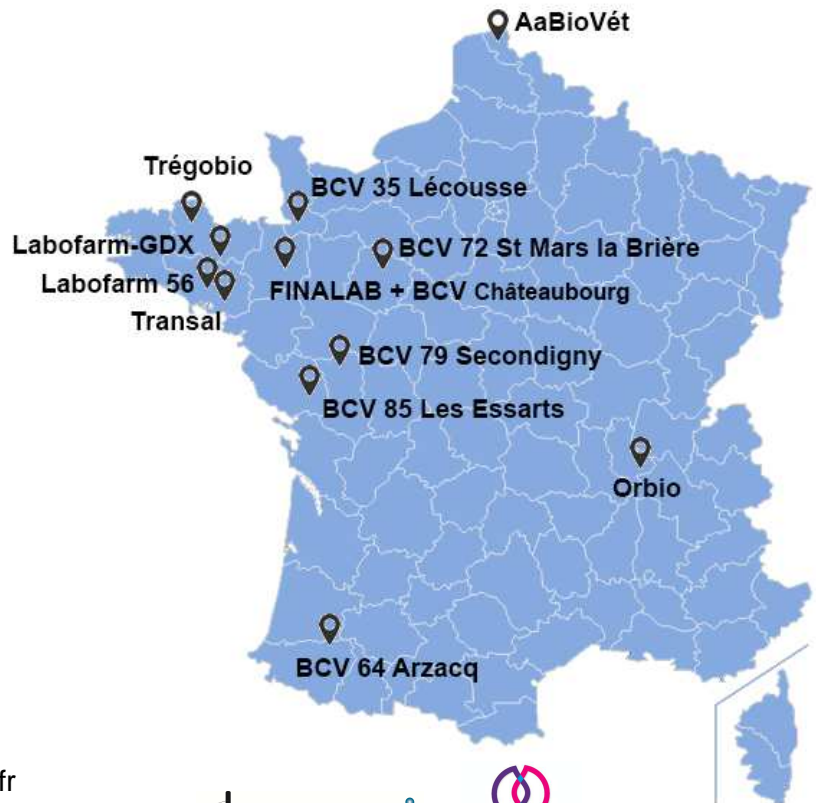 AaBioVét
Trégobio
BCV 35 Lécousse
Labofarm-GDX
BCV 72 St Mars la Brière
Labofarm 56
FINALAB + BCV Châteaubourg
Transal
BCV 79 Secondigny
BCV 85 Les Essarts
Orbio
BCV 64 Arzacq
fr